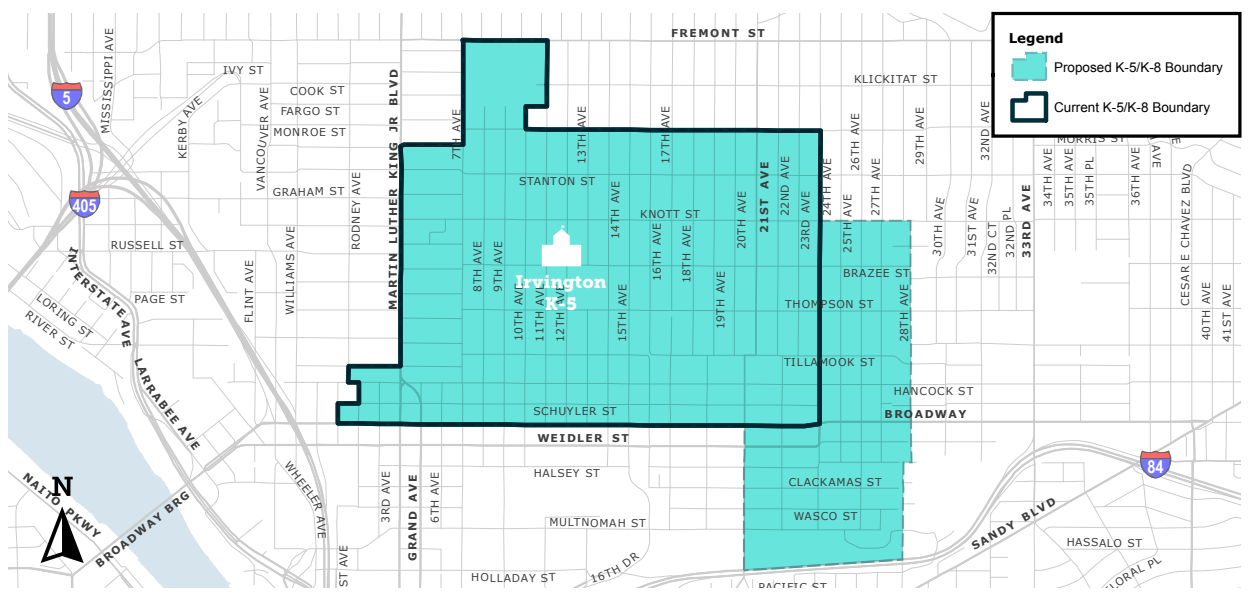 FREMONT ST
Legend
Proposed K-5/K-8 Boundary
Current K-5/K-8 Boundary
5
MISSISSIPPI AVE
IVY ST
COOK ST
FARGO ST
MONROE ST
KERBY AVE
VANCOUVER AVE
GRAHAM ST
RODNEY AVE
MARTIN LUTHER KING JR BLVD
7TH AVE
13TH AVE
17TH AVE
KLICKITAT ST
26TH AVE
29TH AVE
32ND AVE
MORRIS ST
34TH AVE
35TH AVE
35TH PL
36TH AVE
AVE
CESAR E CHAVEZ BLVD
405
STANTON ST
14TH AVE
KNOTT ST
20TH AVE
21ST AVE
22ND AVE
23RD AVE
24TH AVE
25TH AVE
27TH AVE
30TH AVE
31ST AVE
32ND CT
32ND PL
33RD AVE
RUSSELL ST
INTERSTATE AVE
PAGE ST
LORING ST
RIVER ST
FLINT AVE
WILLIAMS AVE
8TH AVE
9TH AVE
Irvington
K-5
10TH AVE
11TH AVE
12TH AVE
15TH AVE
16TH AVE
18TH AVE
19TH AVE
BRAZEE ST
THOMPSON ST
28TH AVE
40TH AVE
41ST AVE
LARRABEE AVE
TILLAMOOK ST
HANCOCK ST
SCHUYLER ST
BROADWAY
WEIDLER ST
N
NAITO PKWY
BROADWAY BRG
WHEELER AVE
3RD AVE
GRAND AVE
6TH AVE
HALSEY ST
CLACKAMAS ST
84
MULTNOMAH ST
WASCO ST
SANDY BLVD
HASSALO ST
ST AVE
HOLLADAY ST
16TH DR
PACIFIC ST
LORAL PL